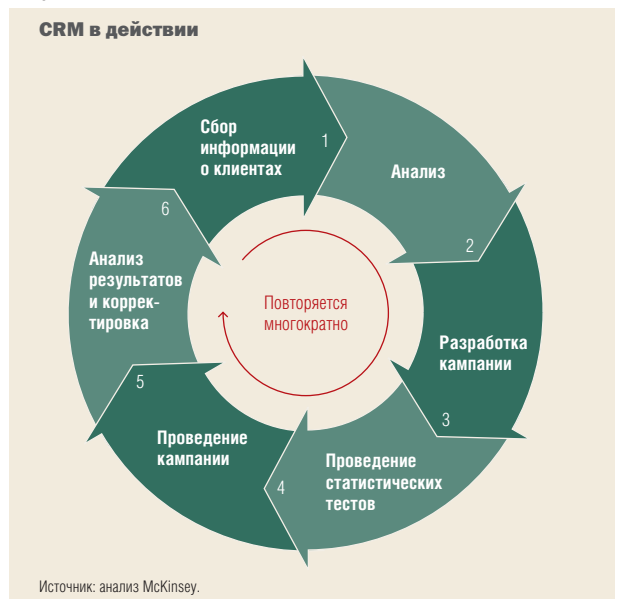 CRM в действии
Сбор
информации
о клиентах
1
Анализ
2
Разработка
кампании
3
Проведение
статистических
тестов
4
Проведение
кампании
5
Анализ
результатов
и коррек-
тировка
6
Повторяется
многократно
Источник: анализ McKinsey.